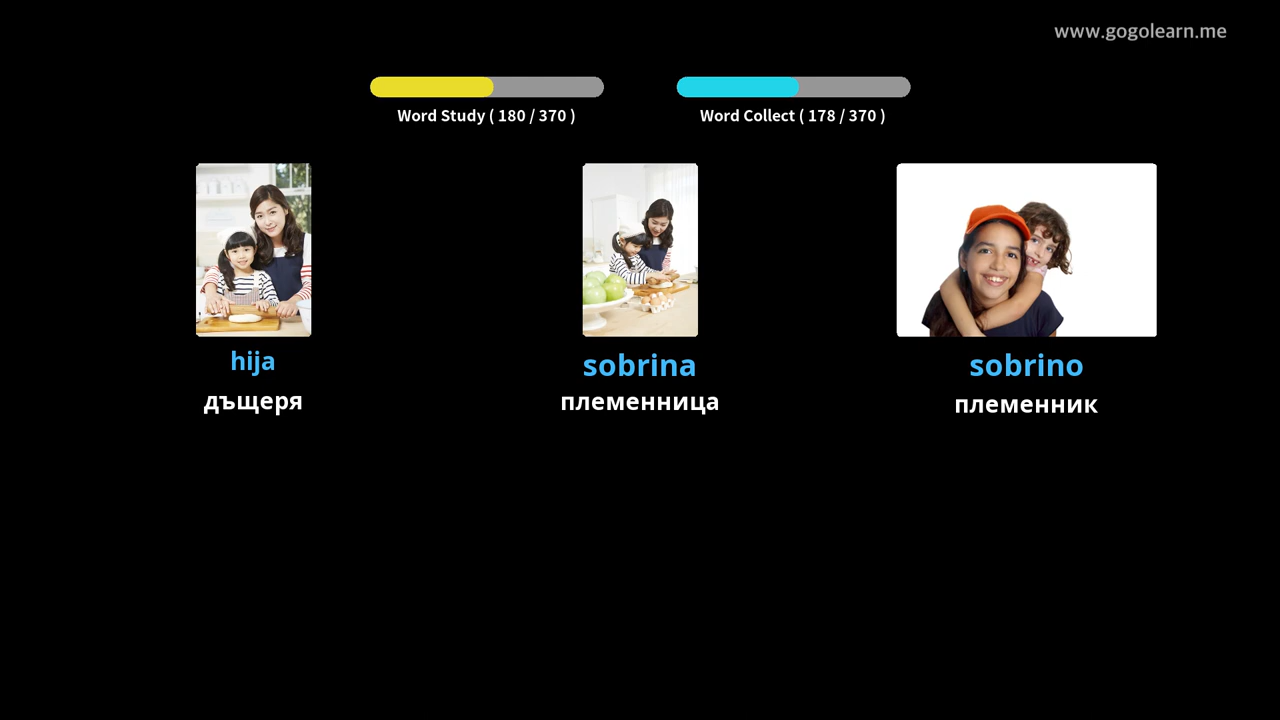 www.gogolearn.me
Word Study ( 180 / 370 )
Word Collect ( 178 / 370 )
hija
дъщеря
sobrina
племенница
sobrino
племенник